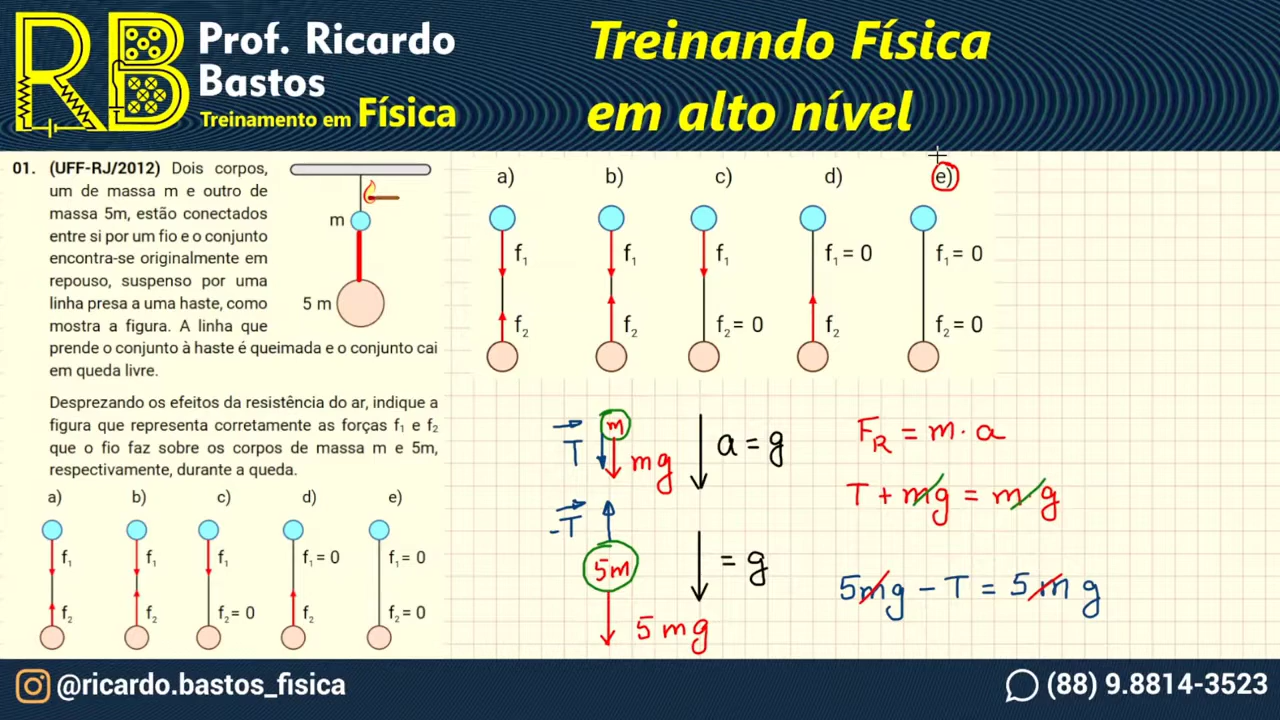 RB
Prof. Ricardo
Bastos
Treinamento em Física
Treinando Física
em alto nível
01. (UFF-RJ/2012) Dois corpos,
um de massa m e outro de
massa 5m, estão conectados
entre si por um fio e o conjunto
encontra-se originalmente em
repouso, suspenso por uma
linha presa a uma haste, como
mostra a figura. A linha que
prende o conjunto à haste é queimada e o conjunto cai
em queda livre.
m
5 m
Desprezando os efeitos da resistência do ar, indique a
figura que representa corretamente as forças f₁ e f₂
que o fio faz sobre os corpos de massa m e 5m,
respectivamente, durante a queda.
a) b) c) d) e)
f₁ f₁ f₁ f₁ = 0 f₁ = 0
f₂ f₂ f₂ = 0 f₂ f₂ = 0
a) b) c) d) e)
f₁ f₁ f₁ f₁ = 0 f₁ = 0
f₂ f₂ f₂ = 0 f₂ f₂ = 0
T m mg a = g
-T 5m = g
5 mg
F_R = m · a
T + mg = m · g
5mg - T = 5 m g
@ricardo.bastos_fisica
(88) 9.8814-3523